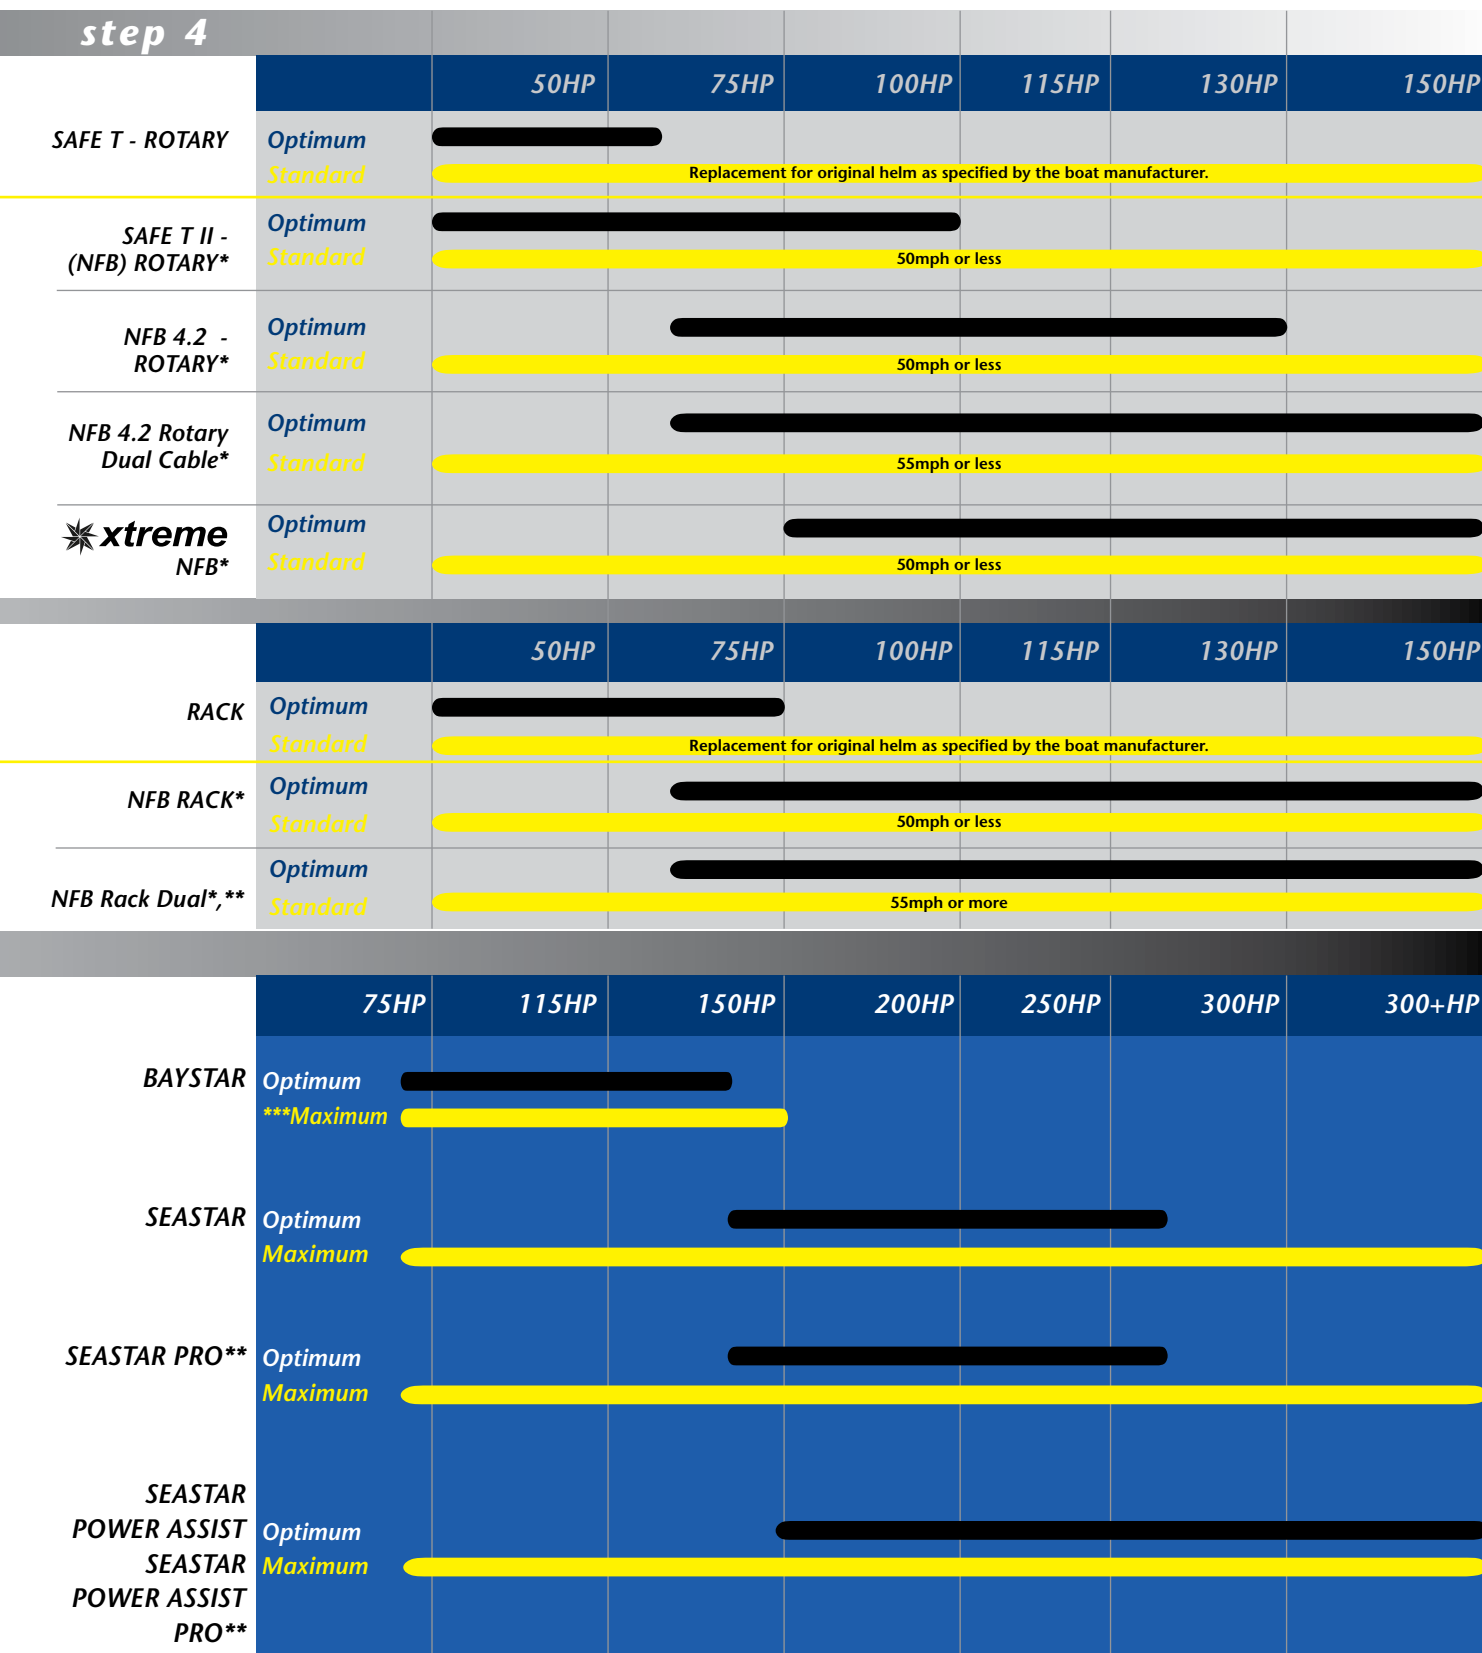 step 4
50HP 75HP 100HP 115HP 130HP 150HP
SAFE T - ROTARY Optimum
Standard Replacement for original helm as specified by the boat manufacturer.
SAFE T II - Optimum
(NFB) ROTARY* Standard 50mph or less
NFB 4.2 - Optimum
ROTARY* Standard 50mph or less
NFB 4.2 Rotary Optimum
Dual Cable* Standard 55mph or less
xtreme Optimum
NFB* Standard 50mph or less
50HP 75HP 100HP 115HP 130HP 150HP
RACK Optimum
Standard Replacement for original helm as specified by the boat manufacturer.
NFB RACK* Optimum
Standard 50mph or less
Optimum
NFB Rack Dual*,** Standard 55mph or more
75HP 115HP 150HP 200HP 250HP 300HP 300+HP
BAYSTAR Optimum
***Maximum
SEASTAR Optimum
Maximum
SEASTAR PRO** Optimum
Maximum
SEASTAR
POWER ASSIST Optimum
SEASTAR Maximum
POWER ASSIST
PRO**